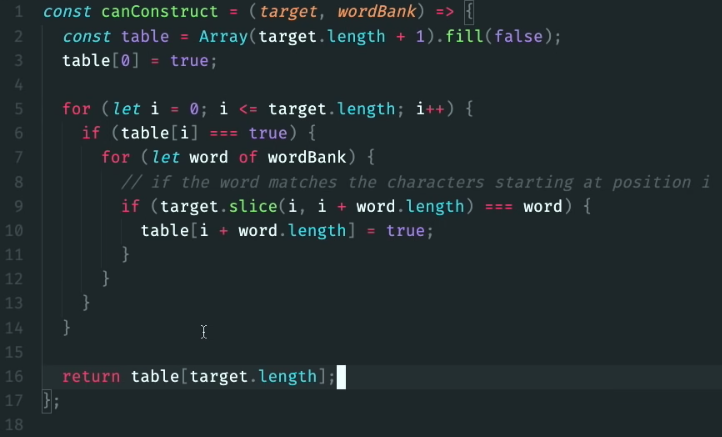 1 const canConstruct = (target, wordBank) => {
2   const table = Array(target.length + 1).fill(false);
3   table[0] = true;
4
5   for (let i = 0; i <= target.length; i++) {
6     if (table[i] === true) {
7       for (let word of wordBank) {
8         // if the word matches the characters starting at position i
9         if (target.slice(i, i + word.length) === word) {
10           table[i + word.length] = true;
11         }
12       }
13     }
14   }
15
16   return table[target.length];
17 };
18